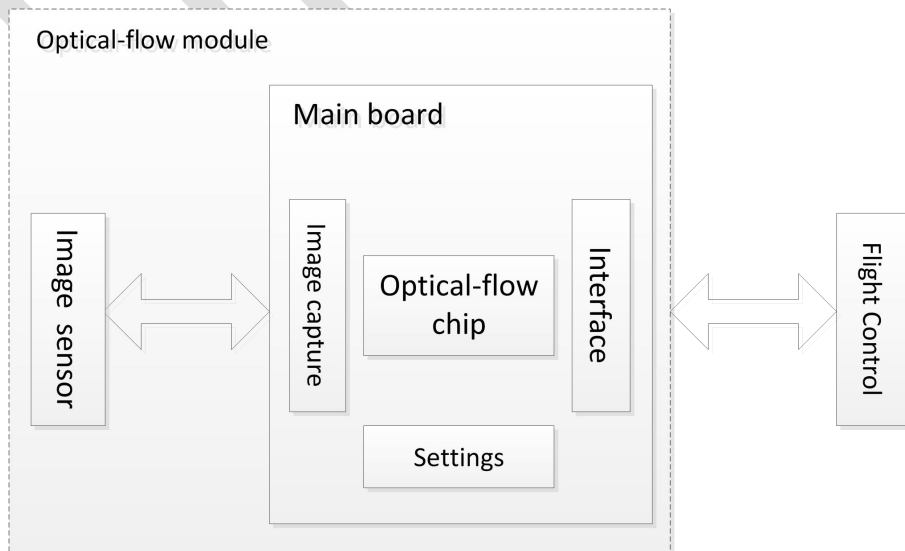 Optical-flow module
Main board
Image sensor
Image capture
Optical-flow
chip
Interface
Settings
Flight Control